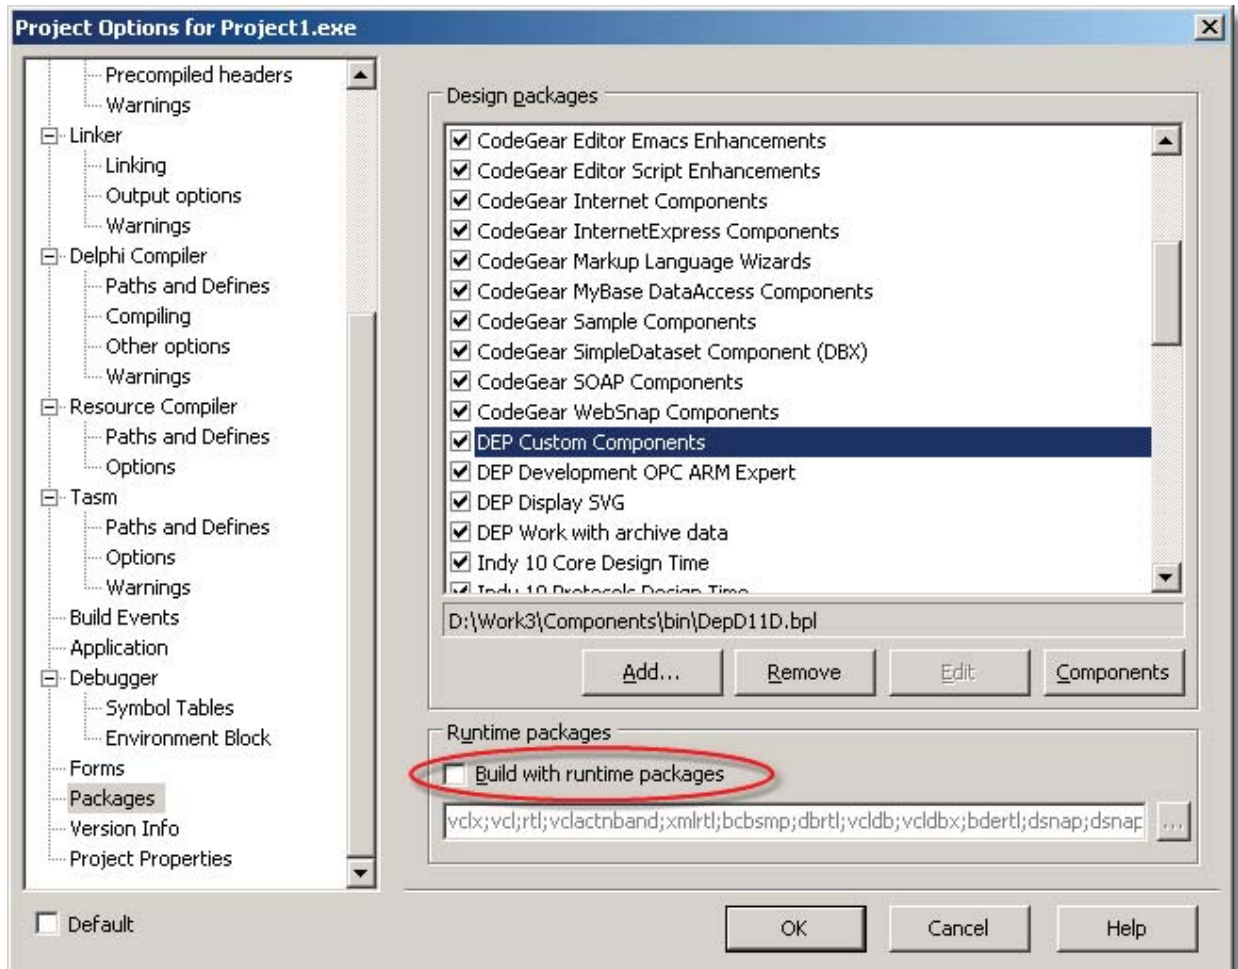 Project Options for Project1.exe
Precompiled headers
Warnings
Linker
Linking
Output options
Warnings
Delphi Compiler
Paths and Defines
Compiling
Other options
Warnings
Resource Compiler
Paths and Defines
Options
Tasm
Paths and Defines
Options
Warnings
Build Events
Application
Debugger
Symbol Tables
Environment Block
Forms
Packages
Version Info
Project Properties
Design packages
CodeGear Editor Emacs Enhancements
CodeGear Editor Script Enhancements
CodeGear Internet Components
CodeGear InternetExpress Components
CodeGear Markup Language Wizards
CodeGear MyBase DataAccess Components
CodeGear Sample Components
CodeGear SimpleDataset Component (DBX)
CodeGear SOAP Components
CodeGear WebSnap Components
DEP Custom Components
DEP Development OPC ARM Expert
DEP Display SVG
DEP Work with archive data
Indy 10 Core Design Time
Indy 10 Protocols Design Time
D:\Work3\Components\bin\DepD11D.bpl
Add... Remove Edit Components
Runtime packages
Build with runtime packages
vclx;vcl;rtl;vclactnband;xmlrtl;bcbsmp;dbrtl;vcldb;vcldbx;bdertl;dsnap;dsnap ...
Default
OK Cancel Help